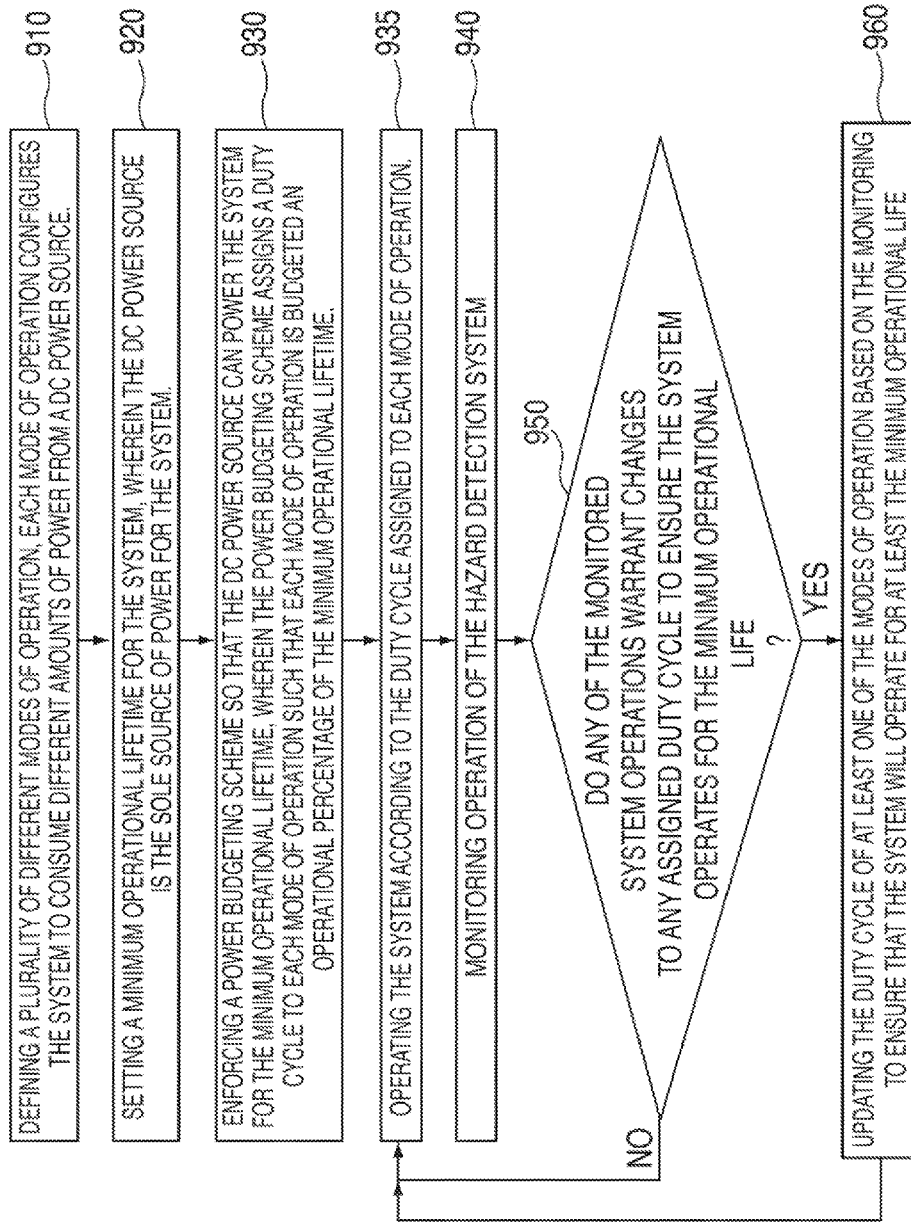 DEFINING A PLURALITY OF DIFFERENT MODES OF OPERATION, EACH MODE OF OPERATION CONFIGURES
THE SYSTEM TO CONSUME DIFFERENT AMOUNTS OF POWER FROM A DC POWER SOURCE.
910
SETTING A MINIMUM OPERATIONAL LIFETIME FOR THE SYSTEM, WHEREIN THE DC POWER SOURCE
IS THE SOLE SOURCE OF POWER FOR THE SYSTEM.
920
ENFORCING A POWER BUDGETING SCHEME SO THAT THE DC POWER SOURCE CAN POWER THE SYSTEM
FOR THE MINIMUM OPERATIONAL LIFETIME, WHEREIN THE POWER BUDGETING SCHEME ASSIGNS A DUTY
CYCLE TO EACH MODE OF OPERATION SUCH THAT EACH MODE OF OPERATION IS BUDGETED AN
OPERATIONAL PERCENTAGE OF THE MINIMUM OPERATIONAL LIFETIME.
930
OPERATING THE SYSTEM ACCORDING TO THE DUTY CYCLE ASSIGNED TO EACH MODE OF OPERATION.
935
MONITORING OPERATION OF THE HAZARD DETECTION SYSTEM
940
950
DO ANY OF THE MONITORED
SYSTEM OPERATIONS WARRANT CHANGES
TO ANY ASSIGNED DUTY CYCLE TO ENSURE THE SYSTEM
OPERATES FOR THE MINIMUM OPERATIONAL
LIFE
?
NO
YES
UPDATING THE DUTY CYCLE OF AT LEAST ONE OF THE MODES OF OPERATION BASED ON THE MONITORING
TO ENSURE THAT THE SYSTEM WILL OPERATE FOR AT LEAST THE MINIMUM OPERATIONAL LIFE
960